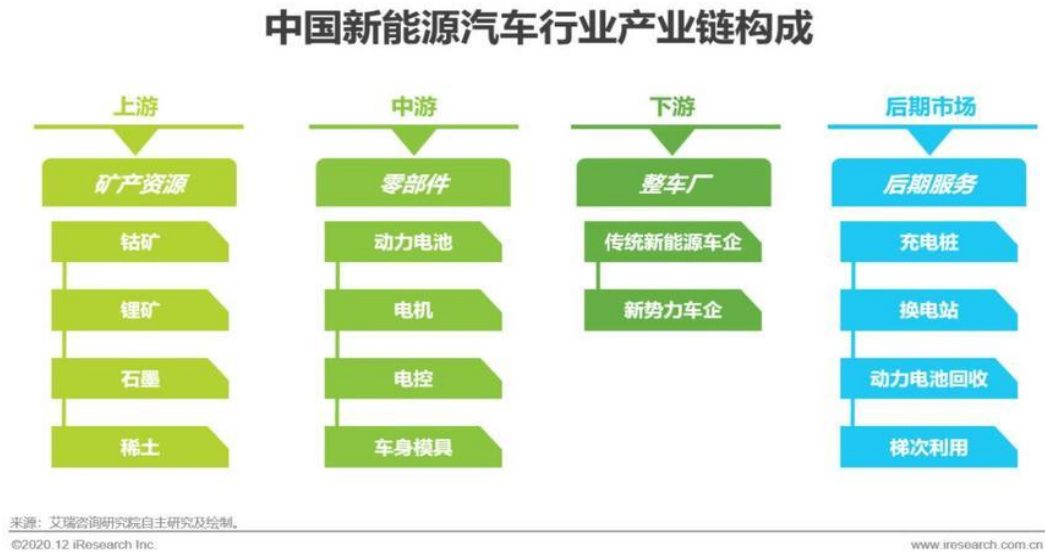 中国新能源汽车行业产业链构成
上游
中游
下游
后期市场
矿产资源
零部件
整车厂
后期服务
钴矿
动力电池
传统新能源车企
充电桩
锂矿
电机
新势力车企
换电站
石墨
电控
动力电池回收
稀土
车身模具
梯次利用
来源：艾瑞咨询研究院自主研究及绘制。
©2020.12 iResearch Inc.
www.iresearch.com.cn